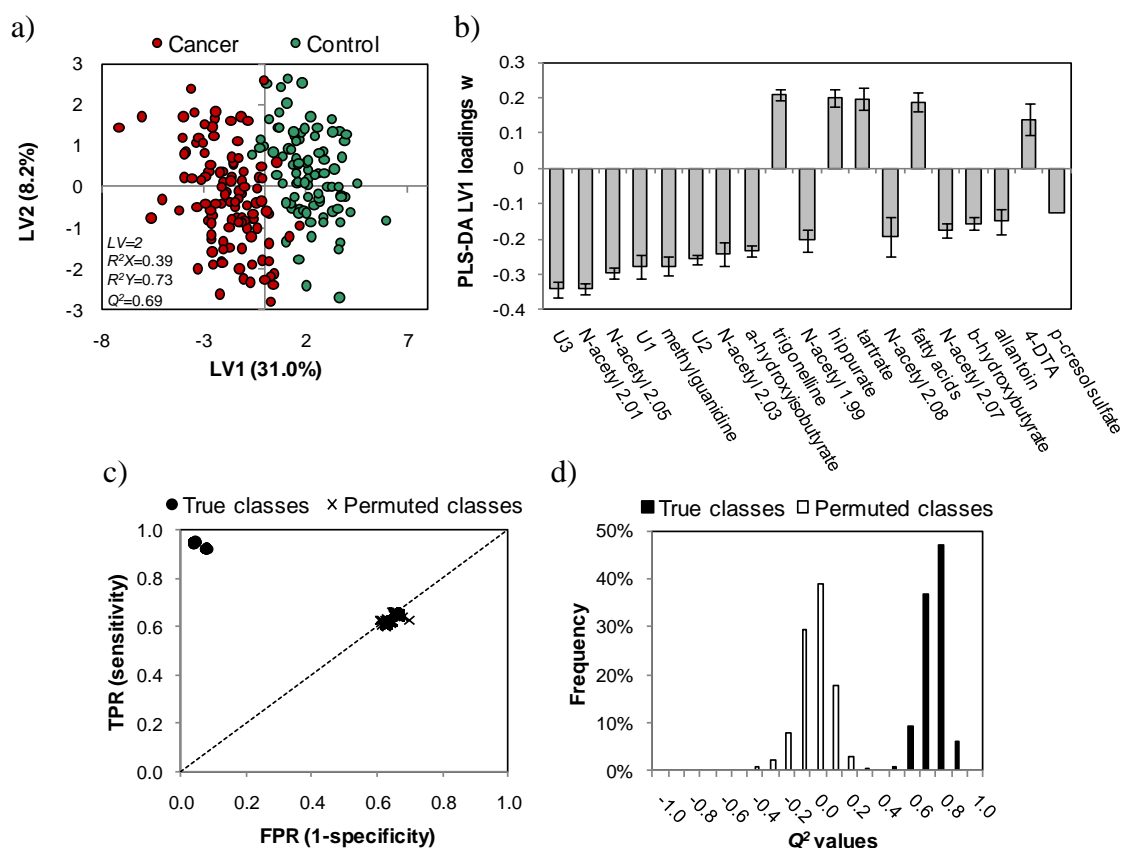 a)
Cancer Control
3
2
1
0
-1
-2
-3
LV2 (8.2%)
LV=2
R²X=0.39
R²Y=0.73
Q²=0.69
-8 -3 2 7
LV1 (31.0%)
b)
0.3
0.2
0.1
0
-0.1
-0.2
-0.3
-0.4
PLS-DA LV1 loadings w
U3
N-acetyl 2.01
N-acetyl 2.05
U1
methylguanidine
U2
N-acetyl 2.03
a-hydroxyisobutyrate
trigonelline
N-acetyl 1.99
hippurate
tartrate
N-acetyl 2.08
fatty acids
N-acetyl 2.07
b-hydroxybutyrate
allantoin
4-DTA
p-cresol sulfate
c)
True classes Permuted classes
1.0
0.8
0.6
0.4
0.2
0.0
TPR (sensitivity)
0.0 0.2 0.4 0.6 0.8 1.0
FPR (1-specificity)
d)
True classes Permuted classes
50%
40%
30%
20%
10%
0%
Frequency
-1.0 -0.8 -0.6 -0.4 -0.2 0.0 0.2 0.4 0.6 0.8 1.0
Q² values